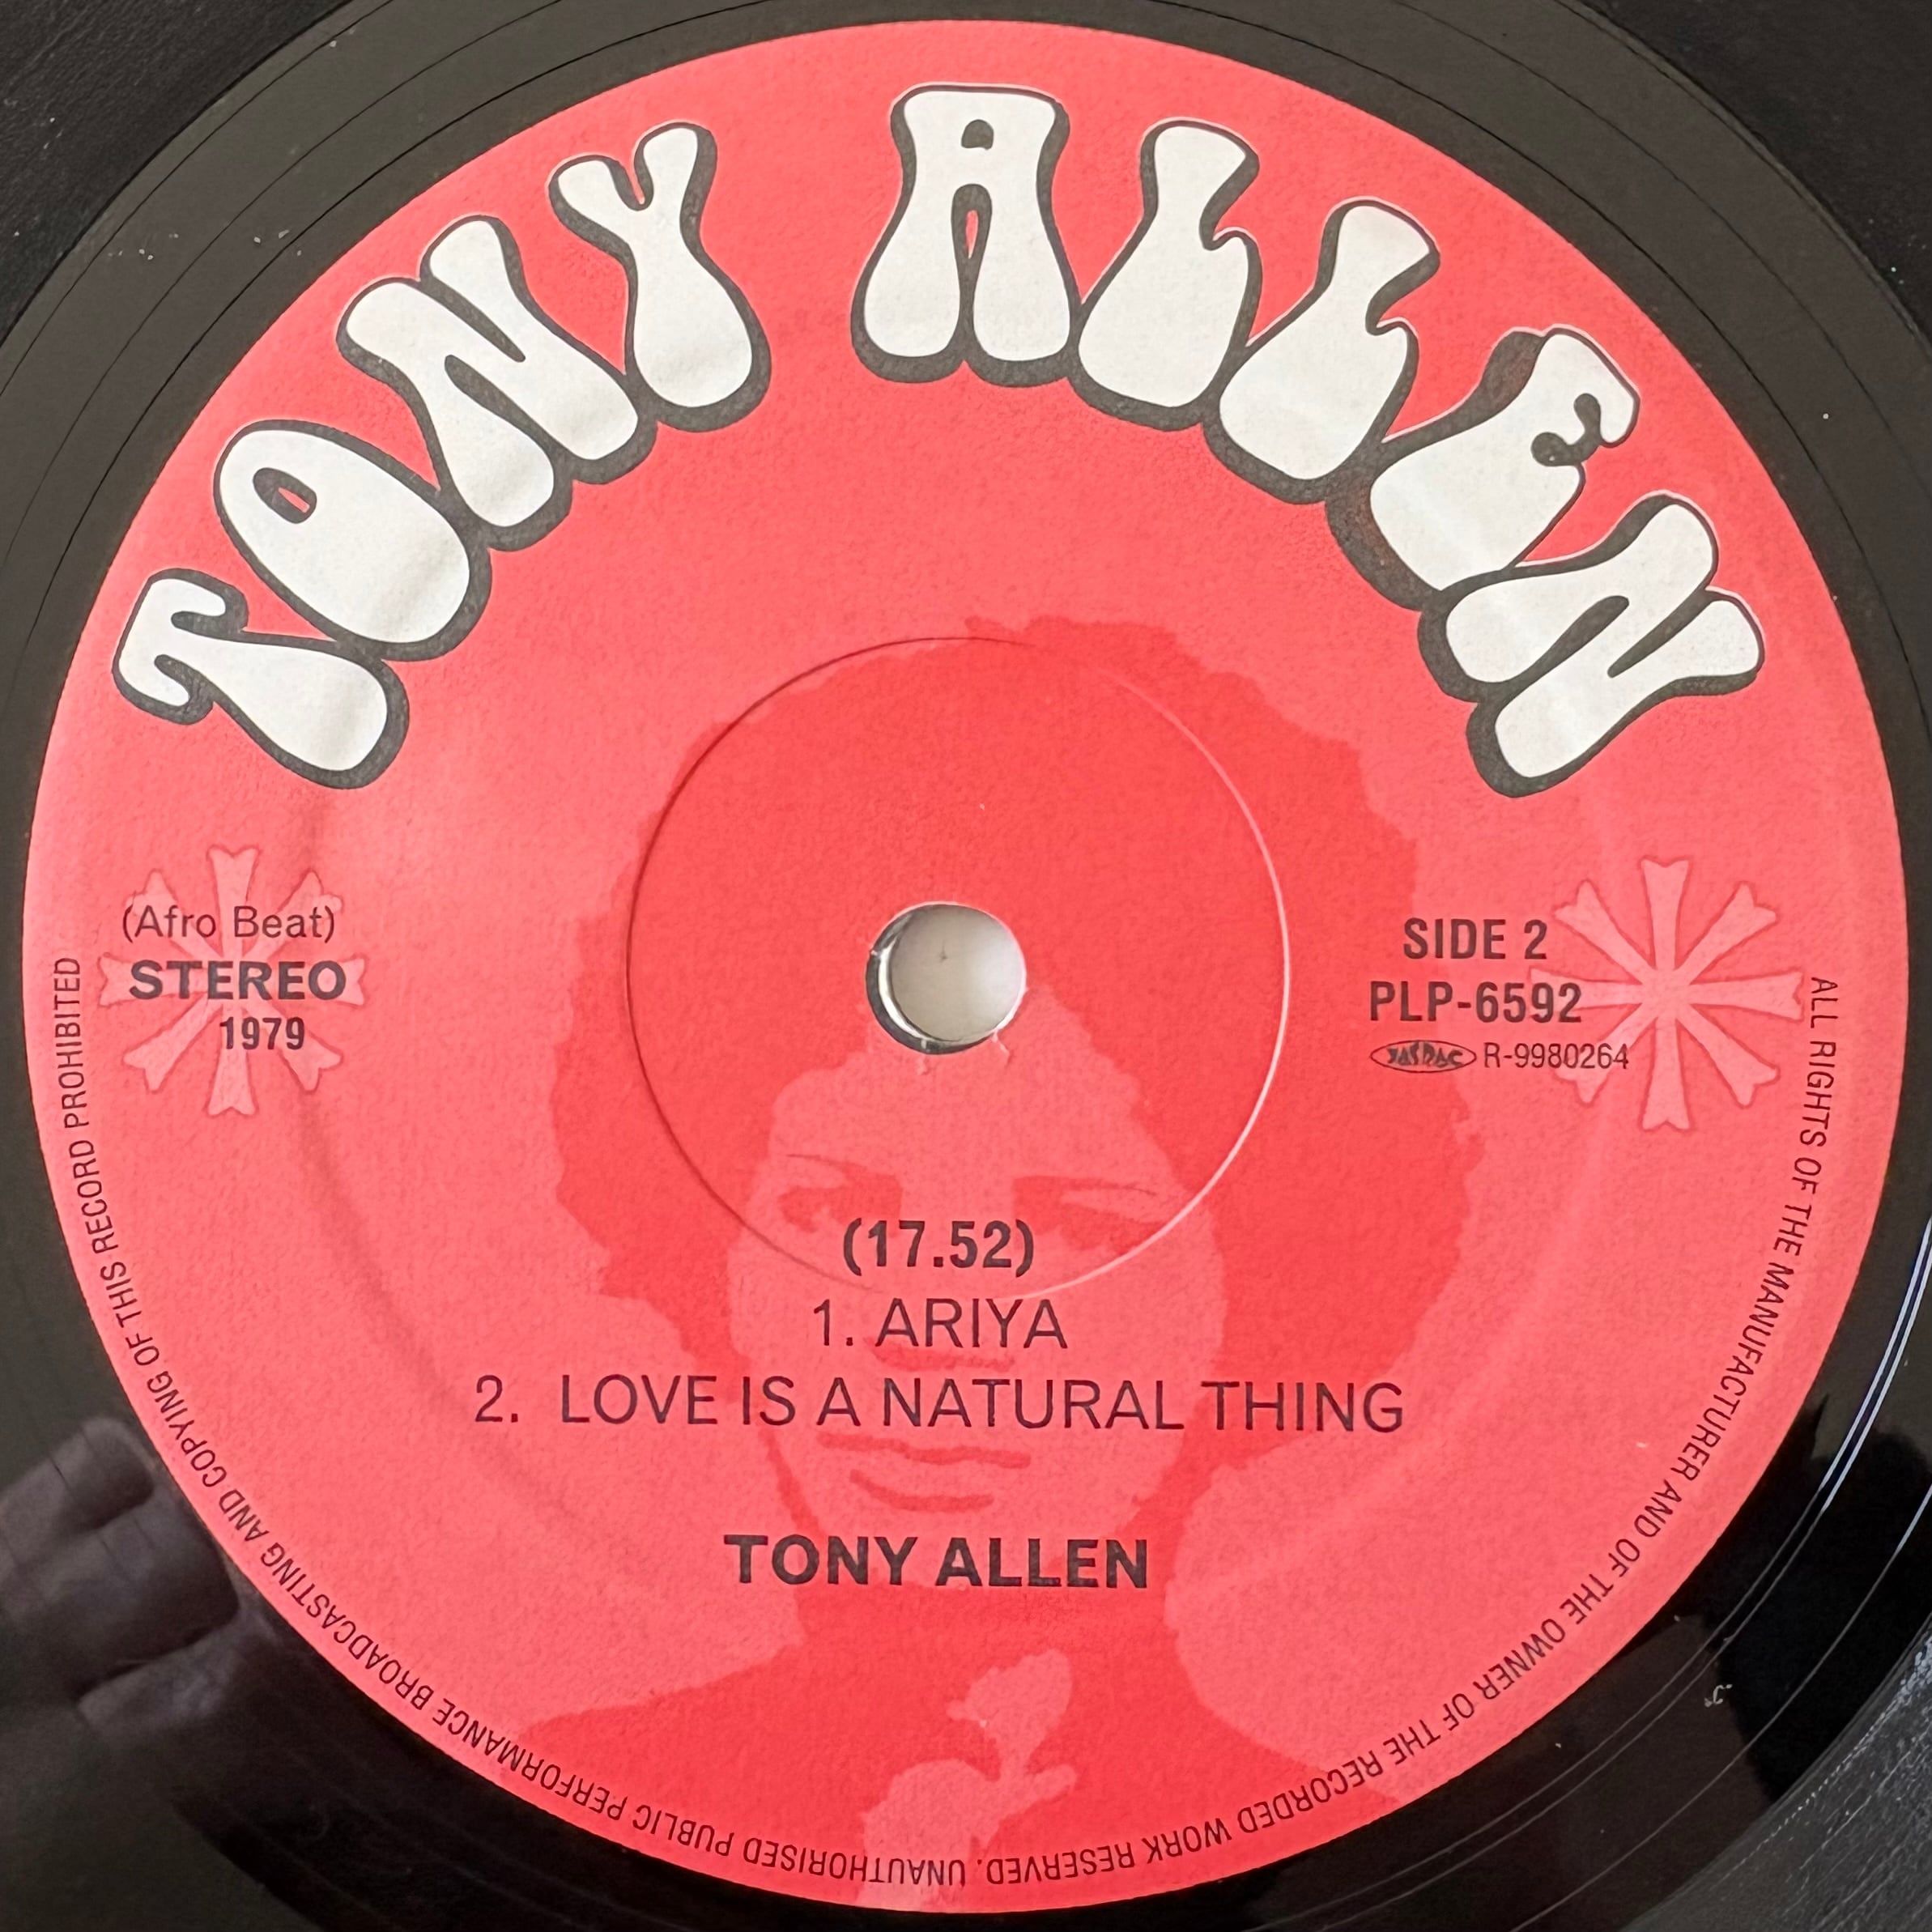 TONY ALLEN
(Afro Beat)
STEREO
1979
SIDE 2
PLP-6592
JASRAC R-9980264
(17.52)
1. ARIYA
2. LOVE IS A NATURAL THING
TONY ALLEN
ALL RIGHTS OF THE MANUFACTURER AND OF THE OWNER OF THE RECORDED WORK RESERVED. UNAUTHORISED PUBLIC PERFORMANCE BROADCASTING AND COPYING OF THIS RECORD PROHIBITED